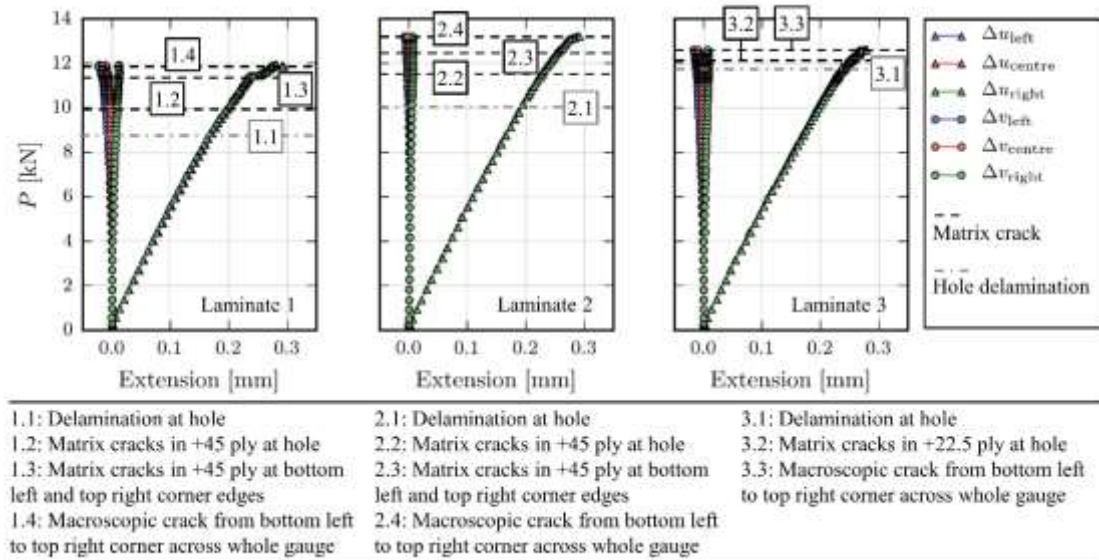 14
12
10
8
6
4
2
0
P [kN]
1.4
1.3
1.2
1.1
Laminate 1
0.0 0.1 0.2 0.3
Extension [mm]
2.4
2.3
2.2
2.1
Laminate 2
0.0 0.1 0.2 0.3
Extension [mm]
3.2 3.3
3.1
Laminate 3
0.0 0.1 0.2 0.3
Extension [mm]
Δu_left
Δu_centre
Δu_right
Δv_left
Δv_centre
Δv_right
Matrix crack
Hole delamination
1.1: Delamination at hole
1.2: Matrix cracks in +45 ply at hole
1.3: Matrix cracks in +45 ply at bottom
left and top right corner edges
1.4: Macroscopic crack from bottom left
to top right corner across whole gauge
2.1: Delamination at hole
2.2: Matrix cracks in +45 ply at hole
2.3: Matrix cracks in +45 ply at bottom
left and top right corner edges
2.4: Macroscopic crack from bottom left
to top right corner across whole gauge
3.1: Delamination at hole
3.2: Matrix cracks in +22.5 ply at hole
3.3: Macroscopic crack from bottom left
to top right corner across whole gauge